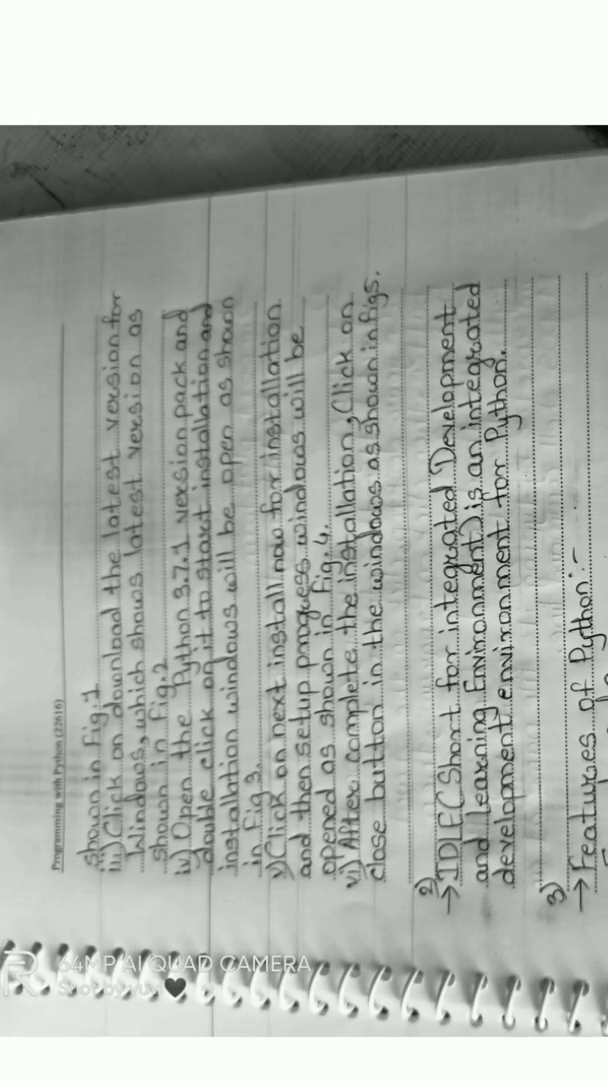 Programming with Python (22616)
shown in Fig.1
iii) Click on download the latest version for
Windows, which shows latest version as
shown in Fig.2
iv) Open the Python 3.7.1 version pack and
double click on it to start installation and
installation windows will be open as shown
in Fig 3.
v) Click on next install now for installation
and then setup progress windows will be
opened as shown in Fig.4.
vi) After complete the installation, Click on
close button in the windows as shown in figs.
2)
→ IDLE(Short for integrated Development
and Learning Environment) is an integrated
development environment for Python.
3)
→ Features of Python:-
64MP AI QUAD CAMERA
Shot by